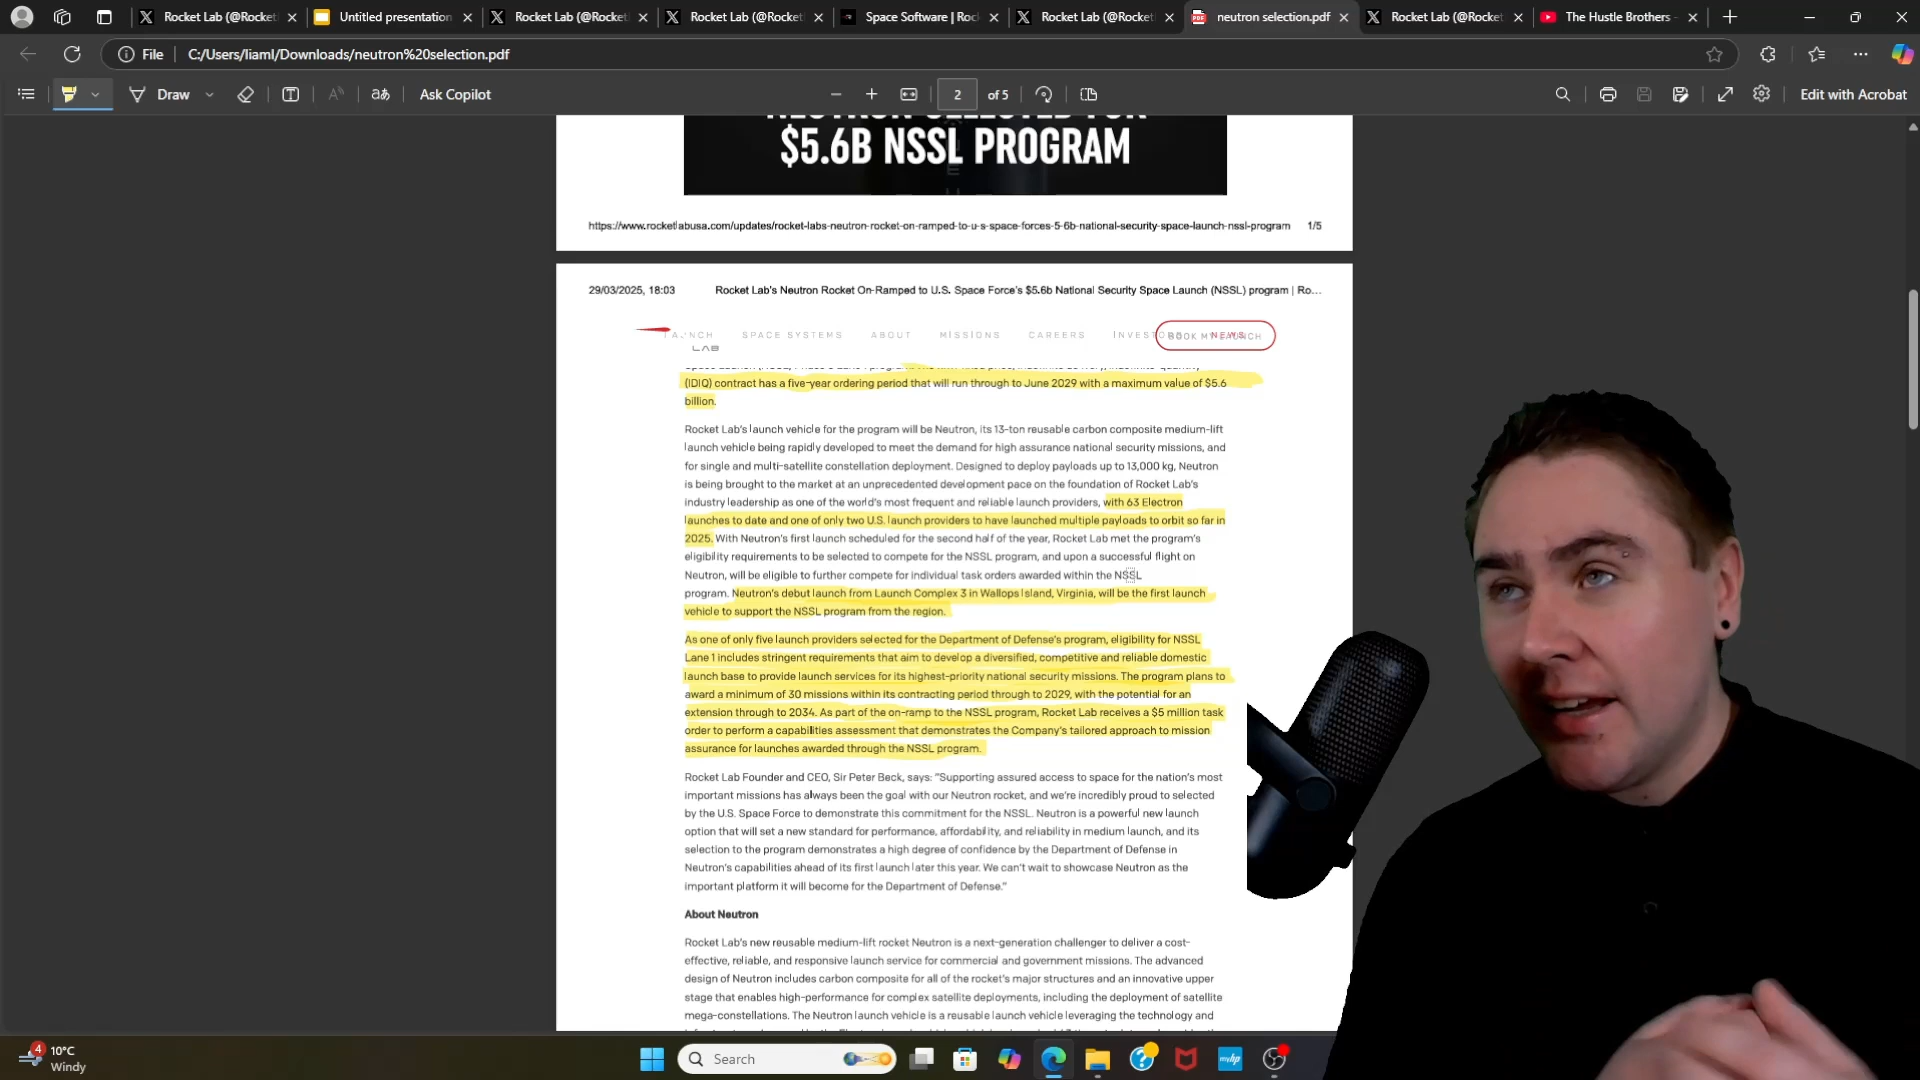 Rocket Lab (@Rocket
Untitled presentation
Rocket Lab (@Rocket
Rocket Lab (@Rocket
Space Software | Roc
Rocket Lab (@Rocket
neutron selection.pdf
Rocket Lab (@Rocket
The Hustle Brothers -
File
C:/Users/liaml/Downloads/neutron%20selection.pdf
Draw
aあ
Ask Copilot
2
of 5
Edit with Acrobat
NEUTRON SELECTED FOR
$5.6B NSSL PROGRAM
https://www.rocketlabusa.com/updates/rocket-labs-neutron-rocket-on-ramped-to-u-s-space-forces-5-6b-national-security-space-launch-nssl-program
1/5
29/03/2025, 18:03
Rocket Lab's Neutron Rocket On-Ramped to U.S. Space Force's $5.6b National Security Space Launch (NSSL) program | Ro...
LAUNCH
SPACE SYSTEMS
ABOUT
MISSIONS
CAREERS
INVESTORS
NEWS
BOOK MY LAUNCH
LAB
(IDIQ) contract has a five-year ordering period that will run through to June 2029 with a maximum value of $5.6
billion.
Rocket Lab's launch vehicle for the program will be Neutron, its 13-ton reusable carbon composite medium-lift
launch vehicle being rapidly developed to meet the demand for high assurance national security missions, and
for single and multi-satellite constellation deployment. Designed to deploy payloads up to 13,000 kg, Neutron
is being brought to the market at an unprecedented development pace on the foundation of Rocket Lab's
industry leadership as one of the world's most frequent and reliable launch providers, with 63 Electron
launches to date and one of only two U.S. launch providers to have launched multiple payloads to orbit so far in
2025. With Neutron's first launch scheduled for the second half of the year, Rocket Lab met the program's
eligibility requirements to be selected to compete for the NSSL program, and upon a successful flight on
Neutron, will be eligible to further compete for individual task orders awarded within the NSSL
program. Neutron's debut launch from Launch Complex 3 in Wallops Island, Virginia, will be the first launch
vehicle to support the NSSL program from the region.
As one of only five launch providers selected for the Department of Defense's program, eligibility for NSSL
Lane 1 includes stringent requirements that aim to develop a diversified, competitive and reliable domestic
launch base to provide launch services for its highest-priority national security missions. The program plans to
award a minimum of 30 missions within its contracting period through to 2029, with the potential for an
extension through to 2034. As part of the on-ramp to the NSSL program, Rocket Lab receives a $5 million task
order to perform a capabilities assessment that demonstrates the Company's tailored approach to mission
assurance for launches awarded through the NSSL program.
Rocket Lab Founder and CEO, Sir Peter Beck, says: “Supporting assured access to space for the nation's most
important missions has always been the goal with our Neutron rocket, and we're incredibly proud to selected
by the U.S. Space Force to demonstrate this commitment for the NSSL. Neutron is a powerful new launch
option that will set a new standard for performance, affordability, and reliability in medium launch, and its
selection to the program demonstrates a high degree of confidence by the Department of Defense in
Neutron's capabilities ahead of its first launch later this year. We can't wait to showcase Neutron as the
important platform it will become for the Department of Defense.”
About Neutron
Rocket Lab's new reusable medium-lift rocket Neutron is a next-generation challenger to deliver a cost-
effective, reliable, and responsive launch service for commercial and government missions. The advanced
design of Neutron includes carbon composite for all of the rocket's major structures and an innovative upper
stage that enables high-performance for complex satellite deployments, including the deployment of satellite
mega-constellations. The Neutron launch vehicle is a reusable launch vehicle leveraging the technology and
4
10°C
Windy
Search